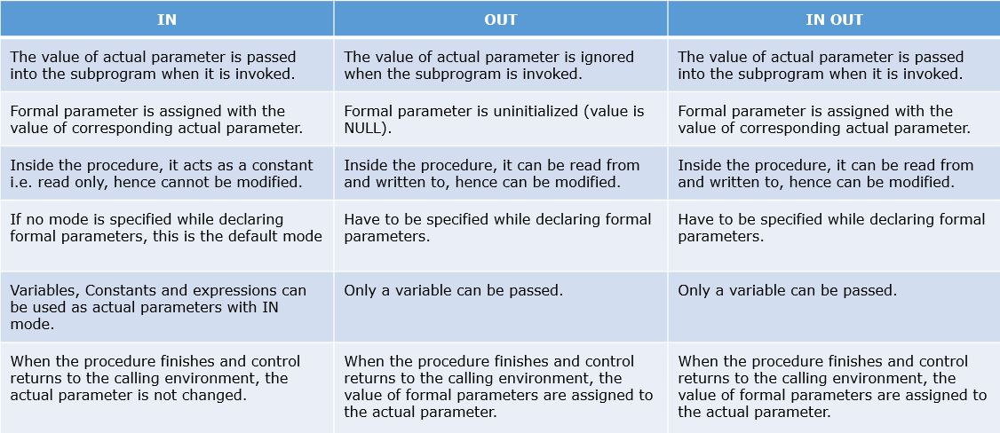 IN
OUT
IN OUT
The value of actual parameter is passed
into the subprogram when it is invoked.
The value of actual parameter is ignored
when the subprogram is invoked.
The value of actual parameter is passed
into the subprogram when it is invoked.
Formal parameter is assigned with the
value of corresponding actual parameter.
Formal parameter is uninitialized (value is
NULL).
Formal parameter is assigned with the
value of corresponding actual parameter.
Inside the procedure, it acts as a constant
i.e. read only, hence cannot be modified.
Inside the procedure, it can be read from
and written to, hence can be modified.
Inside the procedure, it can be read from
and written to, hence can be modified.
If no mode is specified while declaring
formal parameters, this is the default mode
Have to be specified while declaring formal
parameters.
Have to be specified while declaring formal
parameters.
Variables, Constants and expressions can
be used as actual parameters with IN
mode.
Only a variable can be passed.
Only a variable can be passed.
When the procedure finishes and control
returns to the calling environment, the
actual parameter is not changed.
When the procedure finishes and control
returns to the calling environment, the
value of formal parameters are assigned to
the actual parameter.
When the procedure finishes and control
returns to the calling environment, the
value of formal parameters are assigned to
the actual parameter.